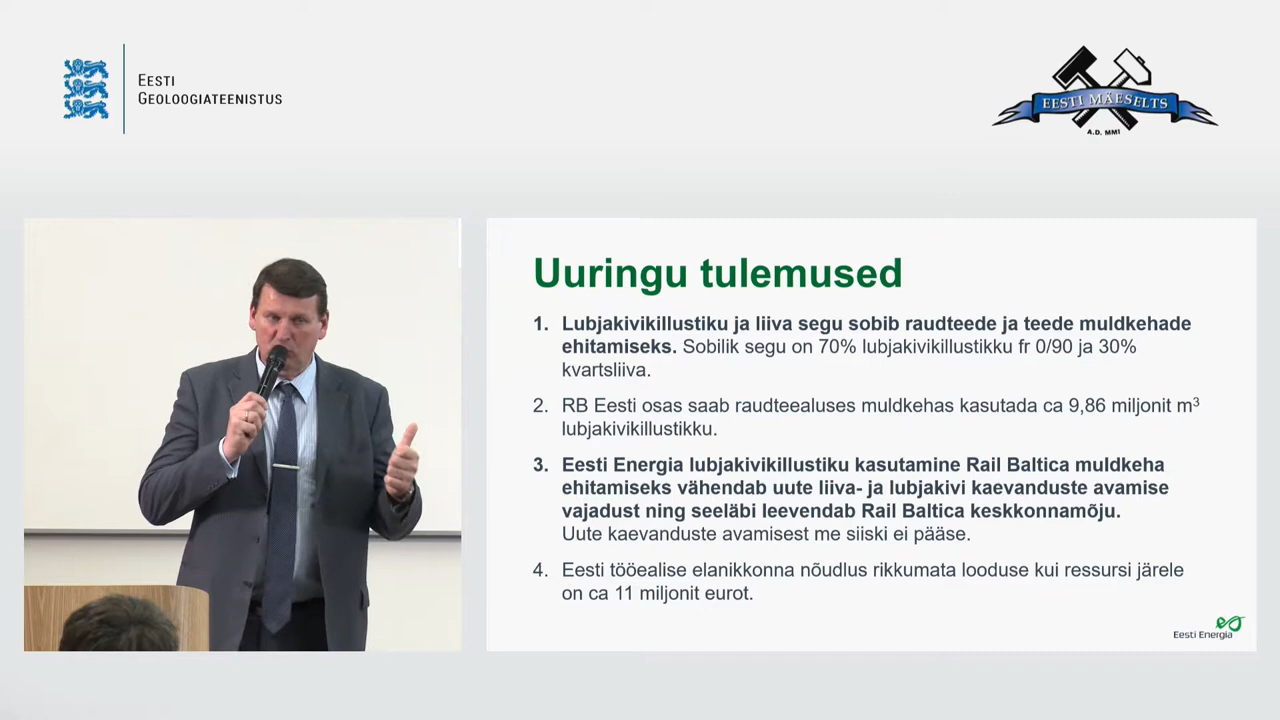 EESTI
GEOLOOGIATEENISTUS
EESTI MÄESELTS
A.D. MMI
Uuringu tulemused
1. Lubjakivikillustiku ja liiva segu sobib raudteede ja teede muldkehade
ehitamiseks. Sobilik segu on 70% lubjakivikillustikku fr 0/90 ja 30%
kvartsliiva.
2. RB Eesti osas saab raudteealuses muldkehas kasutada ca 9,86 miljonit m³
lubjakivikillustikku.
3. Eesti Energia lubjakivikillustiku kasutamine Rail Baltica muldkeha
ehitamiseks vähendab uute liiva- ja lubjakivi kaevanduste avamise
vajadust ning seeläbi leevendab Rail Baltica keskkonnamõju.
Uute kaevanduste avamisest me siiski ei pääse.
4. Eesti tööealise elanikkonna nõudlus rikkumata looduse kui ressursi järele
on ca 11 miljonit eurot.
Eesti Energia